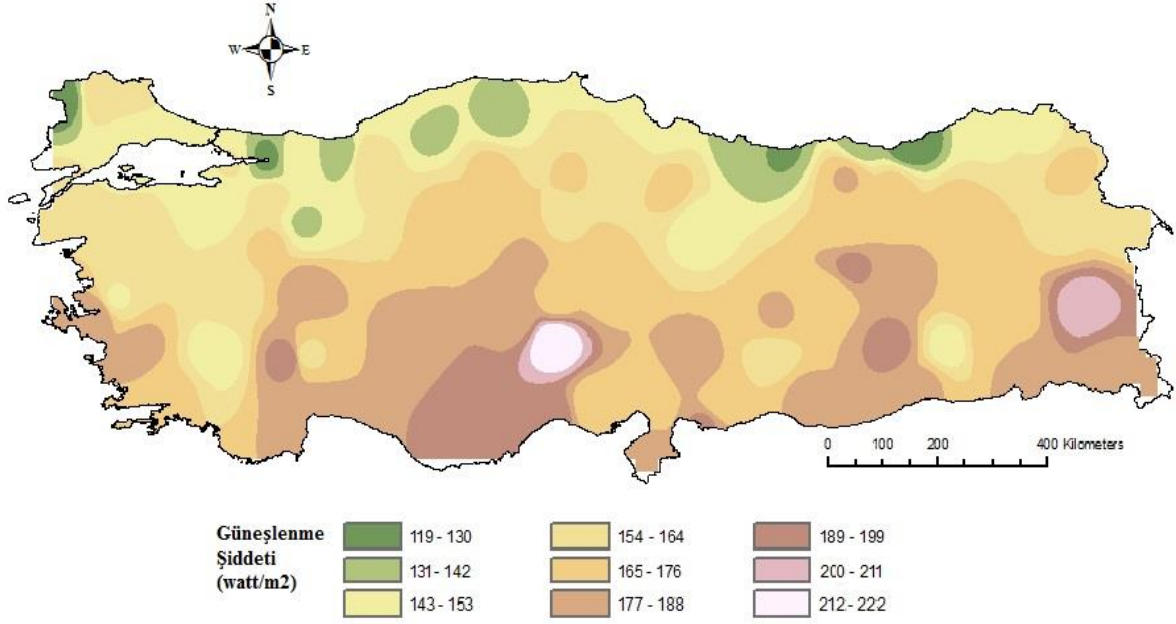 N
W E
S
0 100 200 400 Kilometers
Güneşlenme
Şiddeti
(watt/m2)
119 - 130
131 - 142
143 - 153
154 - 164
165 - 176
177 - 188
189 - 199
200 - 211
212 - 222